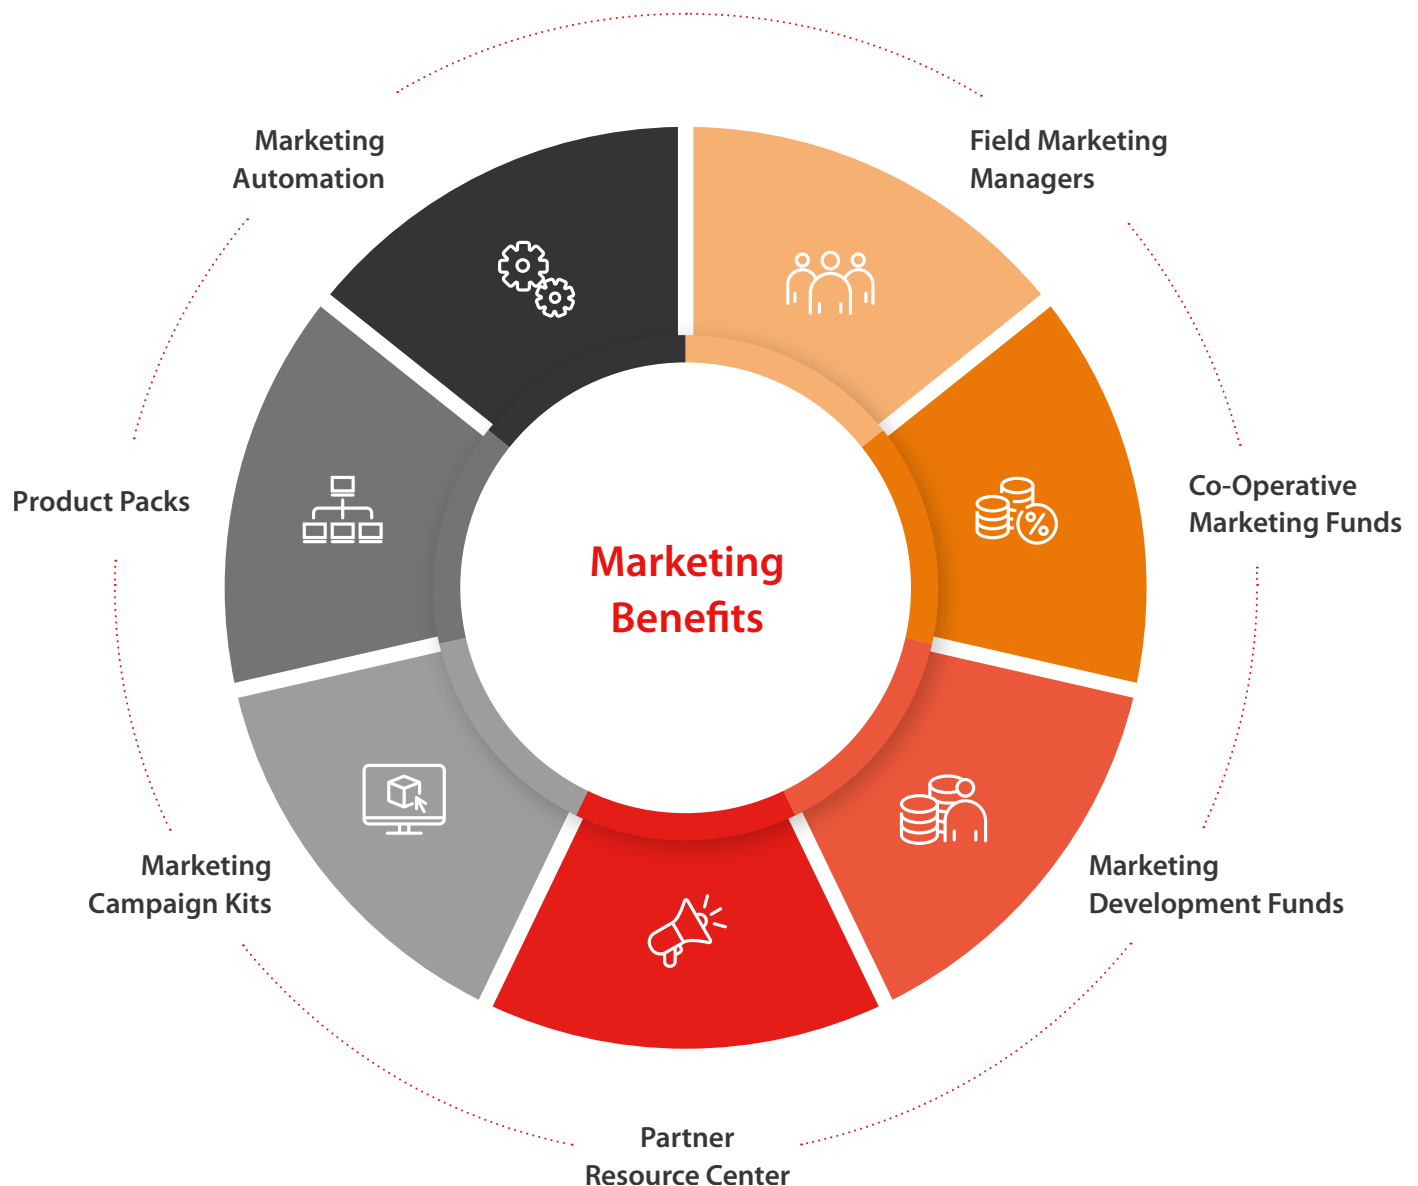 Marketing
Automation
Field Marketing
Managers
Product Packs
Co-Operative
Marketing Funds
Marketing
Benefits
Marketing
Campaign Kits
Marketing
Development Funds
Partner
Resource Center
%